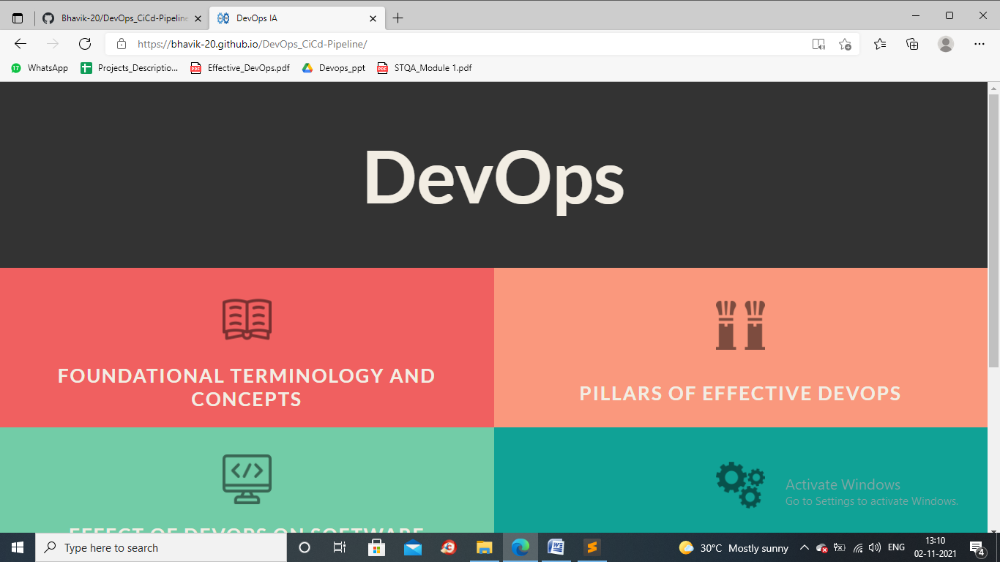 Bhavik-20/DevOps_CiCd-Pipeline
DevOps IA
https://bhavik-20.github.io/DevOps_CiCd-Pipeline/
17
WhatsApp
Projects_Descriptio...
PDF
Effective_DevOps.pdf
Devops_ppt
PDF
STQA_Module 1.pdf
DevOps
FOUNDATIONAL TERMINOLOGY AND
CONCEPTS
PILLARS OF EFFECTIVE DEVOPS
EFFECT OF DEVOPS ON SOFTWARE
Activate Windows
Go to Settings to activate Windows.
Type here to search
30°C Mostly sunny
ENG
13:10
02-11-2021
4